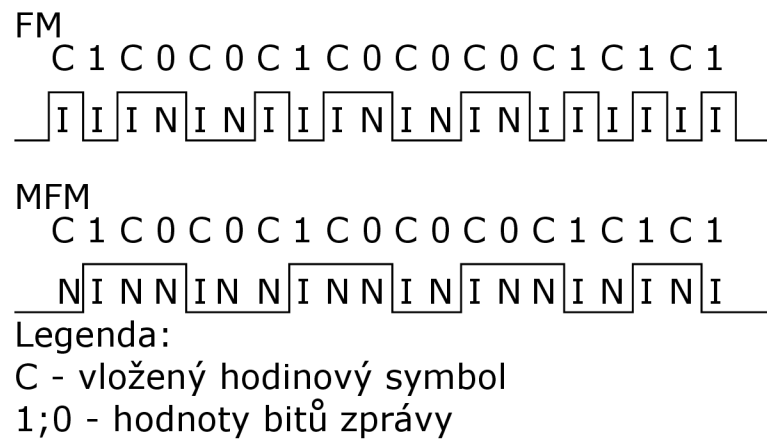 FM
C 1 C 0 C 0 C 1 C 0 C 0 C 0 C 1 C 1 C 1
I I I N I N I I I N I N I N I I I I I I
MFM
C 1 C 0 C 0 C 1 C 0 C 0 C 0 C 1 C 1 C 1
N I N N I N N I N N I N I N N I N I N I
Legenda:
C - vložený hodinový symbol
1;0 - hodnoty bitů zprávy